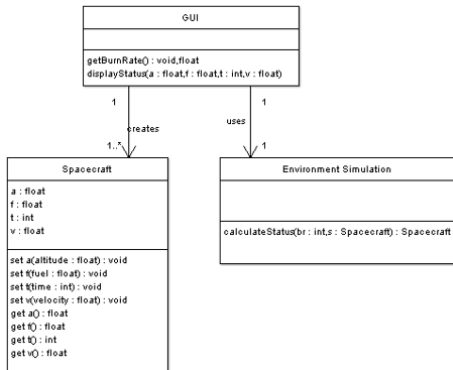 GUI
getBurnRate() : void,float
displayStatus(a : float,f : float,t : int,v : float)
1
1
creates
uses
1..*
1
Spacecraft
a : float
f : float
t : int
v : float
set a(altitude : float) : void
set f(fuel : float) : void
set t(time : int) : void
set v(velocity : float) : void
get a() : float
get f() : float
get t() : int
get v() : float
Environment Simulation
calculateStatus(br : int,s : Spacecraft) : Spacecraft